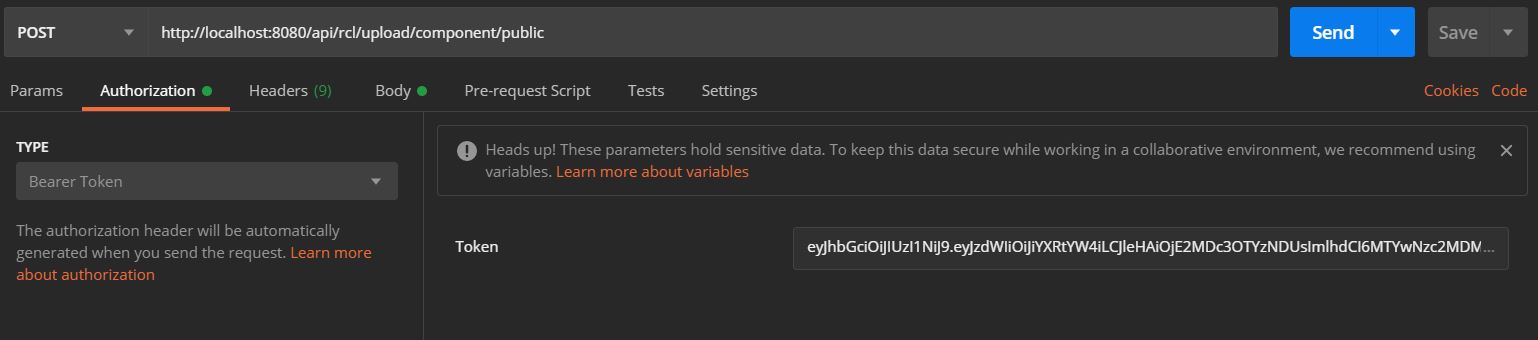 POST http://localhost:8080/api/rcl/upload/component/public Send Save
Params Authorization Headers (9) Body Pre-request Script Tests Settings Cookies Code
TYPE
Bearer Token
The authorization header will be automatically
generated when you send the request. Learn more
about authorization
Heads up! These parameters hold sensitive data. To keep this data secure while working in a collaborative environment, we recommend using
variables. Learn more about variables
Token eyJhbGciOiJIUzI1NiJ9.eyJzdWIiOiJiYXRtYW4iLCJleHAiOjE2MDc3OTYzNDUsImlhdCI6MTYwNzc2MDM...